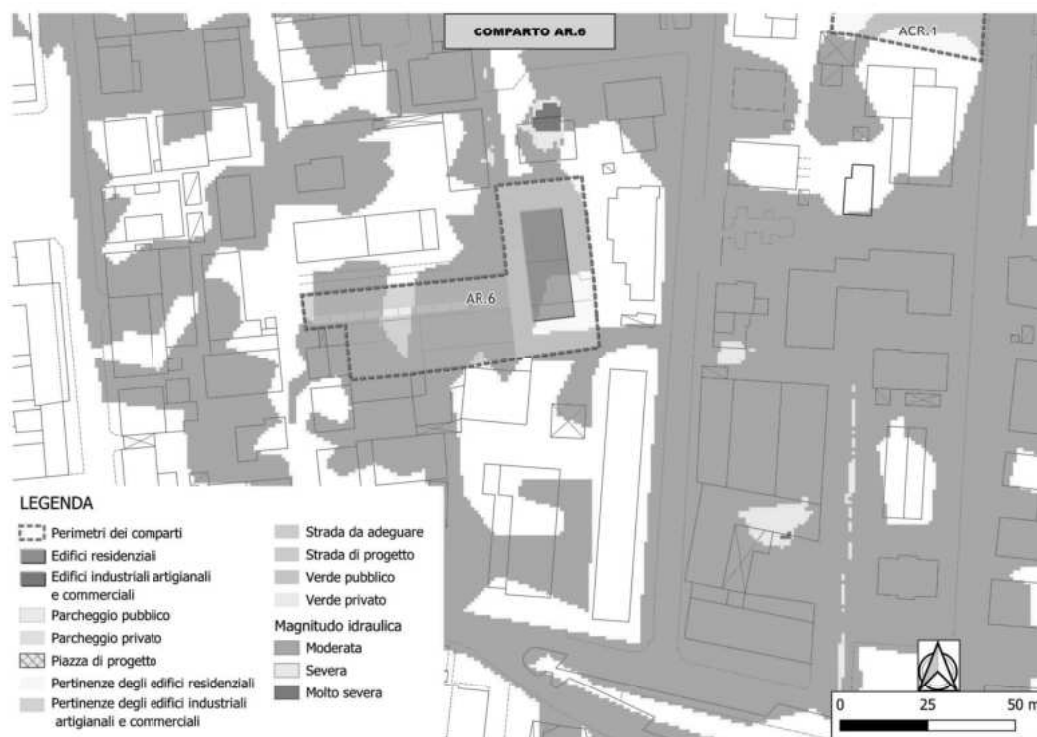 COMPARTO AR.6
ACR.1
AR.6
LEGENDA
Perimetri dei comparti
Edifici residenziali
Edifici industriali artigianali
e commerciali
Parcheggio pubblico
Parcheggio privato
Piazza di progetto
Pertinenze degli edifici residenziali
Pertinenze degli edifici industriali
artigianali e commerciali
Strada da adeguare
Strada di progetto
Verde pubblico
Verde privato
Magnitudo idraulica
Moderata
Severa
Molto severa
0 25 50 m